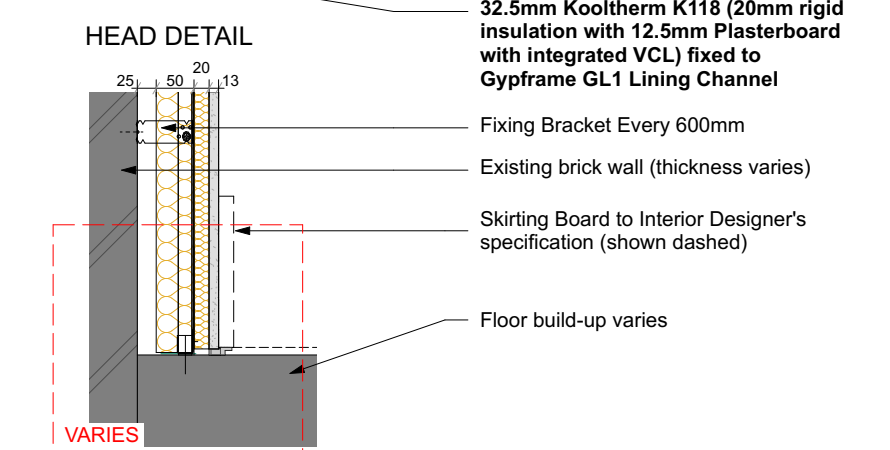 32.5mm Kooltherm K118 (20mm rigid
insulation with 12.5mm Plasterboard
with integrated VCL) fixed to
Gypframe GL1 Lining Channel
HEAD DETAIL
25 50 20 13
Fixing Bracket Every 600mm
Existing brick wall (thickness varies)
Skirting Board to Interior Designer's
specification (shown dashed)
Floor build-up varies
VARIES